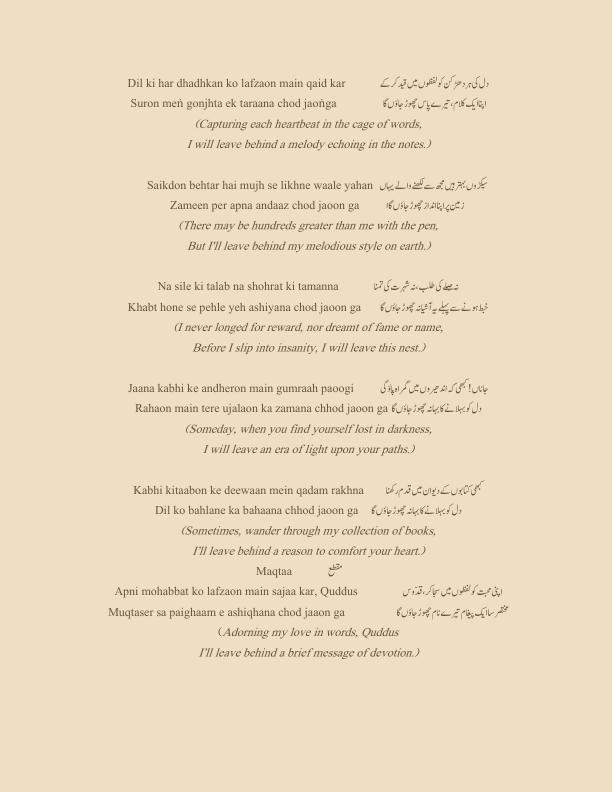 Dil ki har dhadhkan ko lafzaon main qaid kar دل کی ہر دھڑکن کو لفظوں میں قید کر کے
Suron meṅ gonjhta ek taraana chod jaoṅga اپنا ایک کلام، تیرے پاس چھوڑ جاؤں گا
(Capturing each heartbeat in the cage of words,
I will leave behind a melody echoing in the notes.)
Saikdon behtar hai mujh se likhne waale yahan سیکڑوں بہتر ہیں مجھ سے لکھنے والے یہاں
Zameen per apna andaaz chod jaoon ga زمین پر اپنا انداز چھوڑ جاؤں گا
(There may be hundreds greater than me with the pen,
But I'll leave behind my melodious style on earth.)
Na sile ki talab na shohrat ki tamanna نہ صلے کی طلب، نہ شہرت کی تمنا
Khabt hone se pehle yeh ashiyana chod jaoon ga خبط ہونے سے پہلے یہ آشیانہ چھوڑ جاؤں گا
(I never longed for reward, nor dreamt of fame or name,
Before I slip into insanity, I will leave this nest.)
Jaana kabhi ke andheron main gumraah paoogi جاناں! کبھی کہ اندھیروں میں گمراہ پاؤ گی
Rahaon main tere ujalaon ka zamana chhod jaoon ga دل کو بہلانے کا بہانہ چھوڑ جاؤں گا
(Someday, when you find yourself lost in darkness,
I will leave an era of light upon your paths.)
Kabhi kitaabon ke deewaan mein qadam rakhna کبھی کتابوں کے دیوان میں قدم رکھنا
Dil ko bahlane ka bahaana chhod jaoon ga دل کو بہلانے کا بہانہ چھوڑ جاؤں گا
(Sometimes, wander through my collection of books,
I'll leave behind a reason to comfort your heart.)
Maqtaa مقطع
Apni mohabbat ko lafzaon main sajaa kar, Quddus اپنی محبت کو لفظوں میں سجا کر، قدّوس
Muqtaser sa paighaam e ashiqhana chod jaoon ga مختصر سا ایک پیغام تیرے نام چھوڑ جاؤں گا
(Adorning my love in words, Quddus
I'll leave behind a brief message of devotion.)